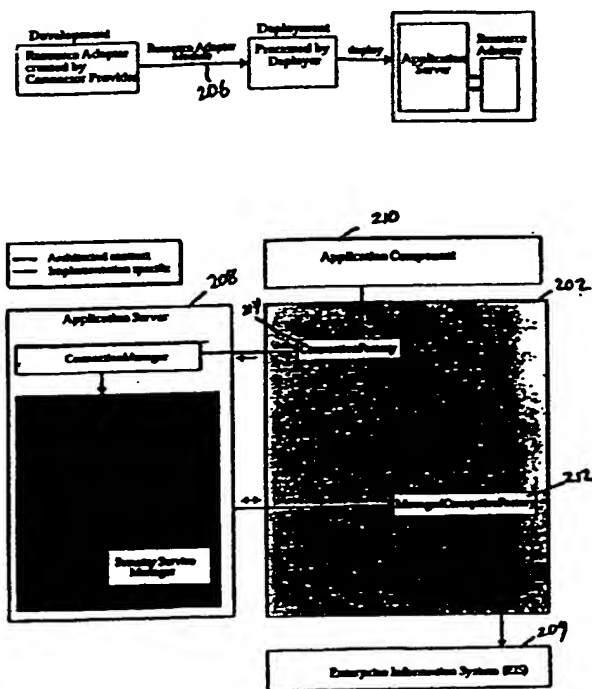 Development
Resource Adapter
created by
Connector Provider
Resource Adapter
Module
206
Deployment
Processed by
Deployer
deploy
Application
Server
Resource
Adapter
210
Architected contract
Implementation specific
208
Application Component
202
Application Server
214
ConnectionManager
ConnectionFactory
212
ManagedConnectionFactory
Security Service
Manager
209
Enterprise Information System (EIS)